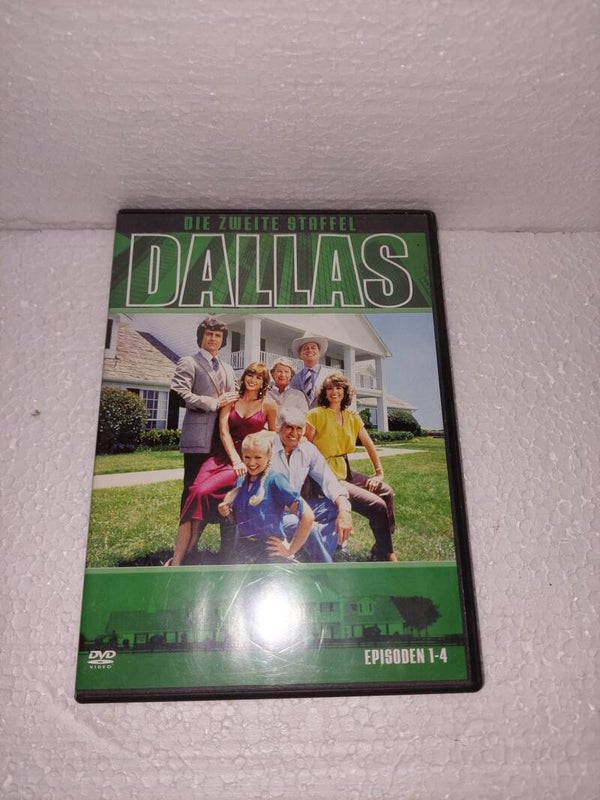 DIE ZWEITE STAFFEL
DALLAS
DVD
VIDEO
EPISODEN 1-4